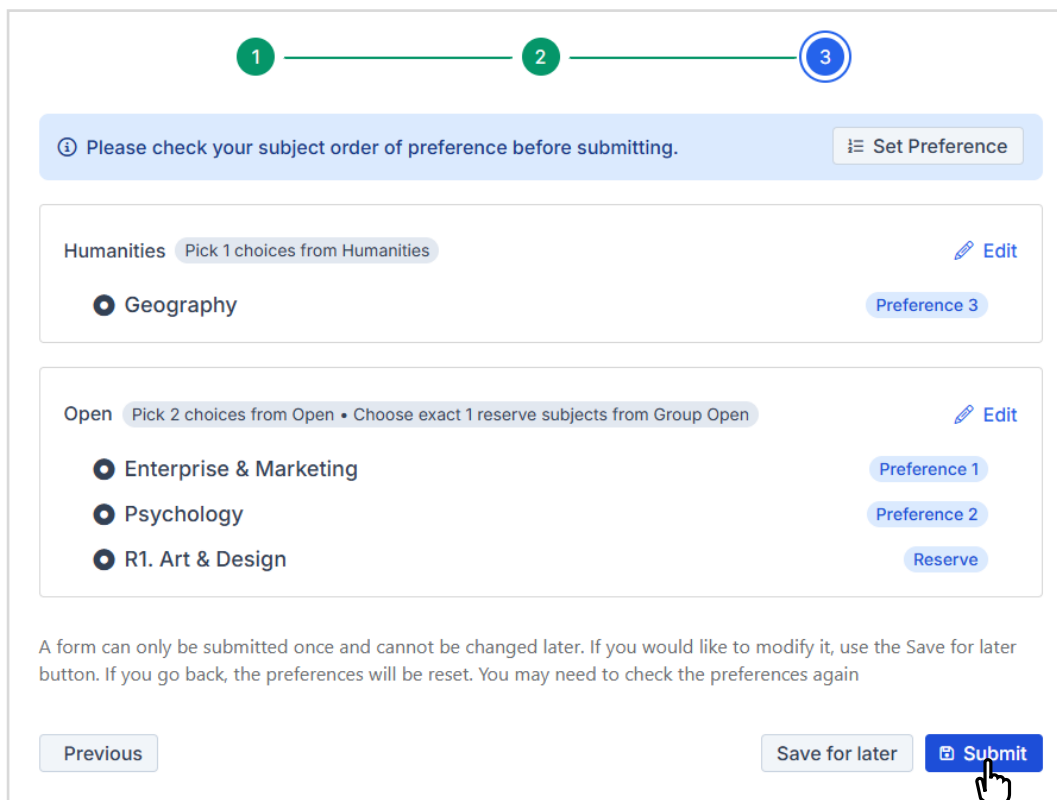 1 2 3
Please check your subject order of preference before submitting. Set Preference
Humanities Pick 1 choices from Humanities Edit
Geography Preference 3
Open Pick 2 choices from Open • Choose exact 1 reserve subjects from Group Open Edit
Enterprise & Marketing Preference 1
Psychology Preference 2
R1. Art & Design Reserve
A form can only be submitted once and cannot be changed later. If you would like to modify it, use the Save for later
button. If you go back, the preferences will be reset. You may need to check the preferences again
Previous Save for later Submit